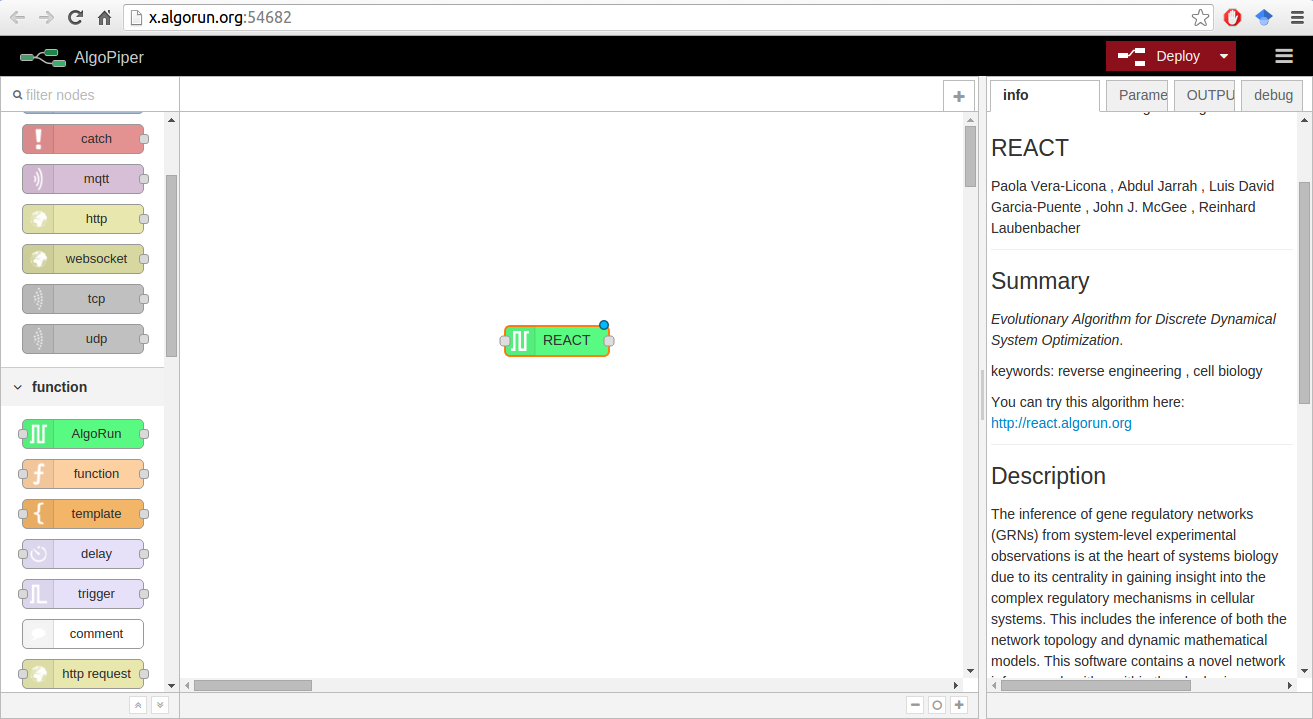 x.algorun.org:54682
AlgoPiper
Deploy
filter nodes
catch
mqtt
http
websocket
tcp
udp
function
AlgoRun
function
template
delay
trigger
comment
http request
REACT
info
Parame
OUTPU
debug
REACT
Paola Vera-Licona , Abdul Jarrah , Luis David
Garcia-Puente , John J. McGee , Reinhard
Laubenbacher
Summary
Evolutionary Algorithm for Discrete Dynamical
System Optimization.
keywords: reverse engineering , cell biology
You can try this algorithm here:
http://react.algorun.org
Description
The inference of gene regulatory networks
(GRNs) from system-level experimental
observations is at the heart of systems biology
due to its centrality in gaining insight into the
complex regulatory mechanisms in cellular
systems. This includes the inference of both the
network topology and dynamic mathematical
models. This software contains a novel network